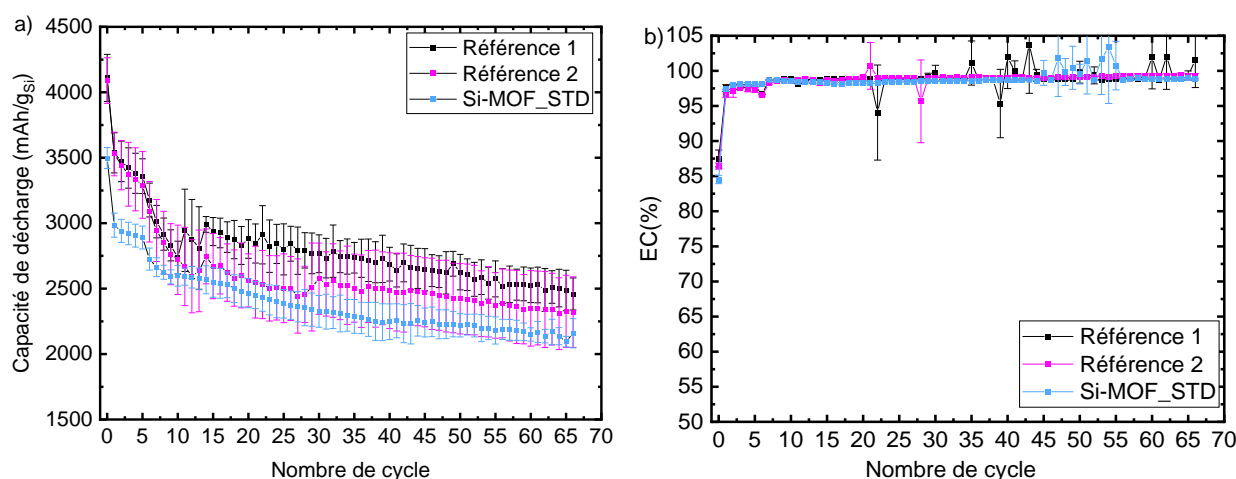 a)
Capacité de décharge (mAh/gSi)
4500
4000
3500
3000
2500
2000
1500
0 5 10 15 20 25 30 35 40 45 50 55 60 65 70
Nombre de cycle
Référence 1
Référence 2
Si-MOF_STD
b)
EC(%)
105
100
95
90
85
80
75
70
65
60
55
50
0 5 10 15 20 25 30 35 40 45 50 55 60 65 70
Nombre de cycle
Référence 1
Référence 2
Si-MOF_STD